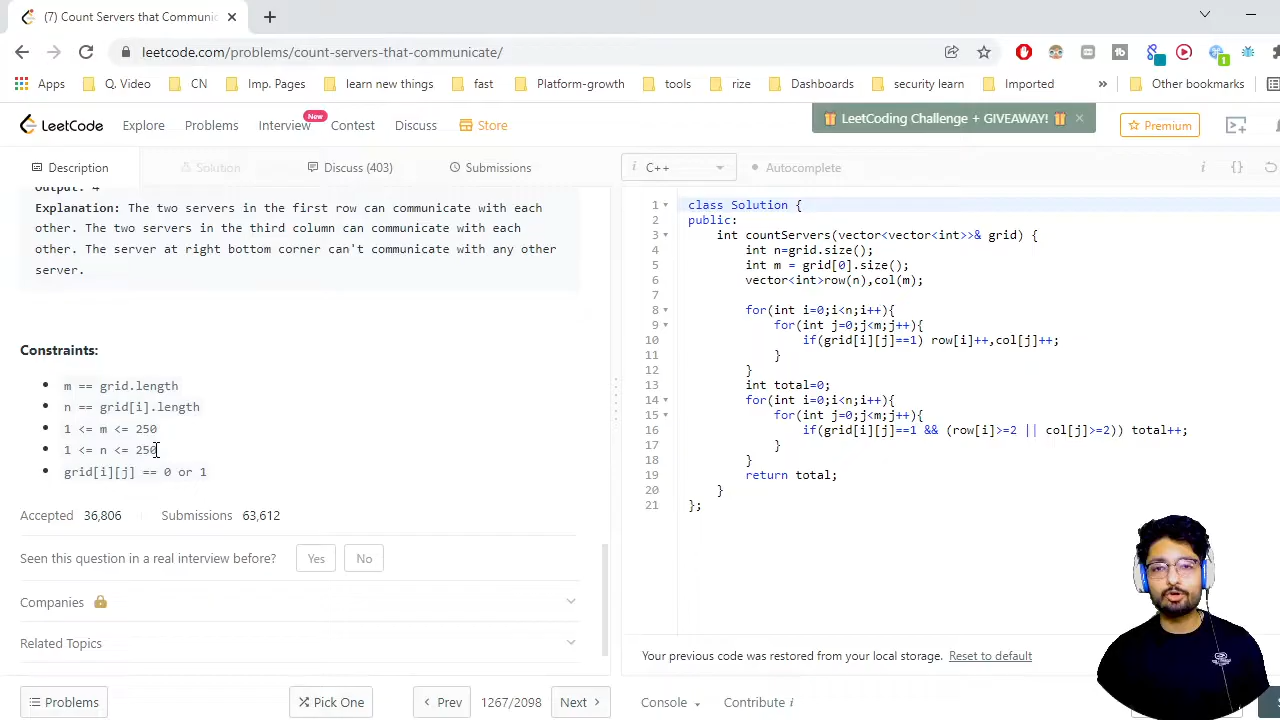 (7) Count Servers that Communic
leetcode.com/problems/count-servers-that-communicate/
Apps Q. Video CN Imp. Pages learn new things fast Platform-growth tools rize Dashboards security learn Imported » Other bookmarks
LeetCode Explore Problems Interview New Contest Discuss Store LeetCoding Challenge + GIVEAWAY! Premium
Description Solution Discuss (403) Submissions i C++ Autocomplete i {}
Output: 4
Explanation: The two servers in the first row can communicate with each
other. The two servers in the third column can communicate with each
other. The server at right bottom corner can't communicate with any other
server.
Constraints:
m == grid.length
n == grid[i].length
1 <= m <= 250
1 <= n <= 250
grid[i][j] == 0 or 1
Accepted 36,806 Submissions 63,612
Seen this question in a real interview before? Yes No
Companies
Related Topics
Problems Pick One Prev 1267/2098 Next
1 class Solution {
2 public:
3 int countServers(vector<vector<int>>& grid) {
4 int n=grid.size();
5 int m = grid[0].size();
6 vector<int>row(n),col(m);
7
8 for(int i=0;i<n;i++){
9 for(int j=0;j<m;j++){
10 if(grid[i][j]==1) row[i]++,col[j]++;
11 }
12 }
13 int total=0;
14 for(int i=0;i<n;i++){
15 for(int j=0;j<m;j++){
16 if(grid[i][j]==1 && (row[i]>=2 || col[j]>=2)) total++;
17 }
18 }
19 return total;
20 }
21 };
Your previous code was restored from your local storage. Reset to default
Console Contribute i